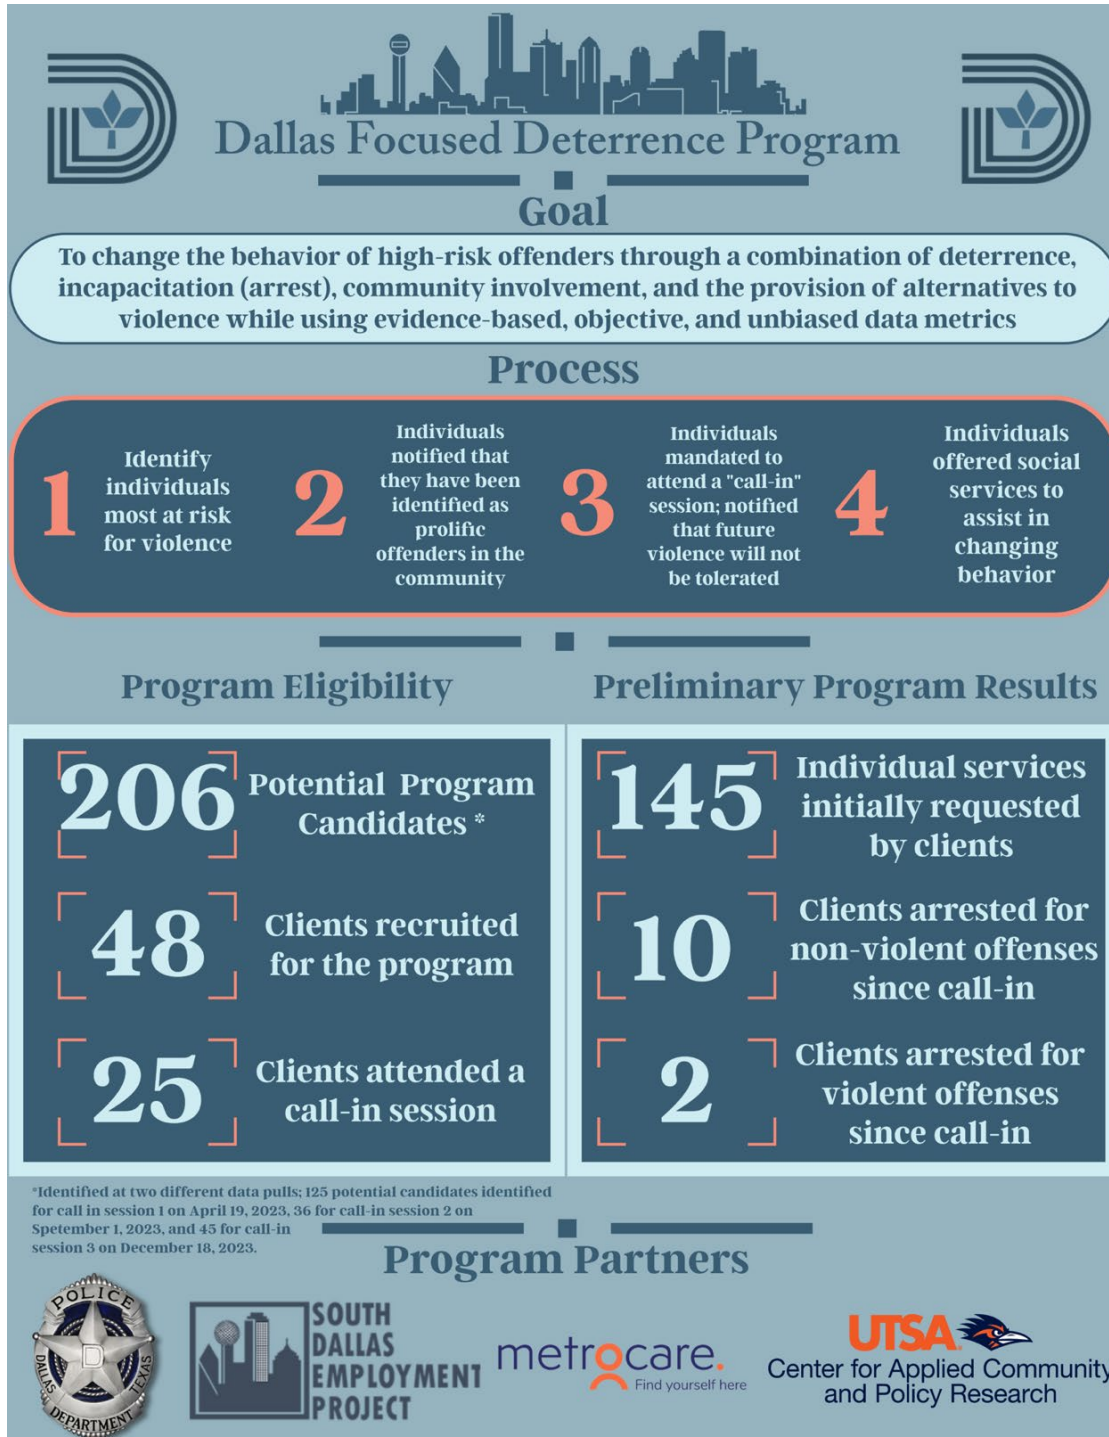 Dallas Focused Deterrence Program
Goal
To change the behavior of high-risk offenders through a combination of deterrence,
incapacitation (arrest), community involvement, and the provision of alternatives to
violence while using evidence-based, objective, and unbiased data metrics
Process
1
Identify
individuals
most at risk
for violence
2
Individuals
notified that
they have been
identified as
prolific
offenders in the
community
3
Individuals
mandated to
attend a "call-in"
session; notified
that future
violence will not
be tolerated
4
Individuals
offered social
services to
assist in
changing
behavior
Program Eligibility
206
Potential Program
Candidates *
48
Clients recruited
for the program
25
Clients attended a
call-in session
Preliminary Program Results
145
Individual services
initially requested
by clients
10
Clients arrested for
non-violent offenses
since call-in
2
Clients arrested for
violent offenses
since call-in
*Identified at two different data pulls; 125 potential candidates identified
for call in session 1 on April 19, 2023, 36 for call-in session 2 on
Spetember 1, 2023, and 45 for call-in
session 3 on December 18, 2023.
Program Partners
POLICE
D
DALLAS
TEXAS
DEPARTMENT
SOUTH
DALLAS
EMPLOYMENT
PROJECT
metrocare.
Find yourself here
UTSA
Center for Applied Community
and Policy Research